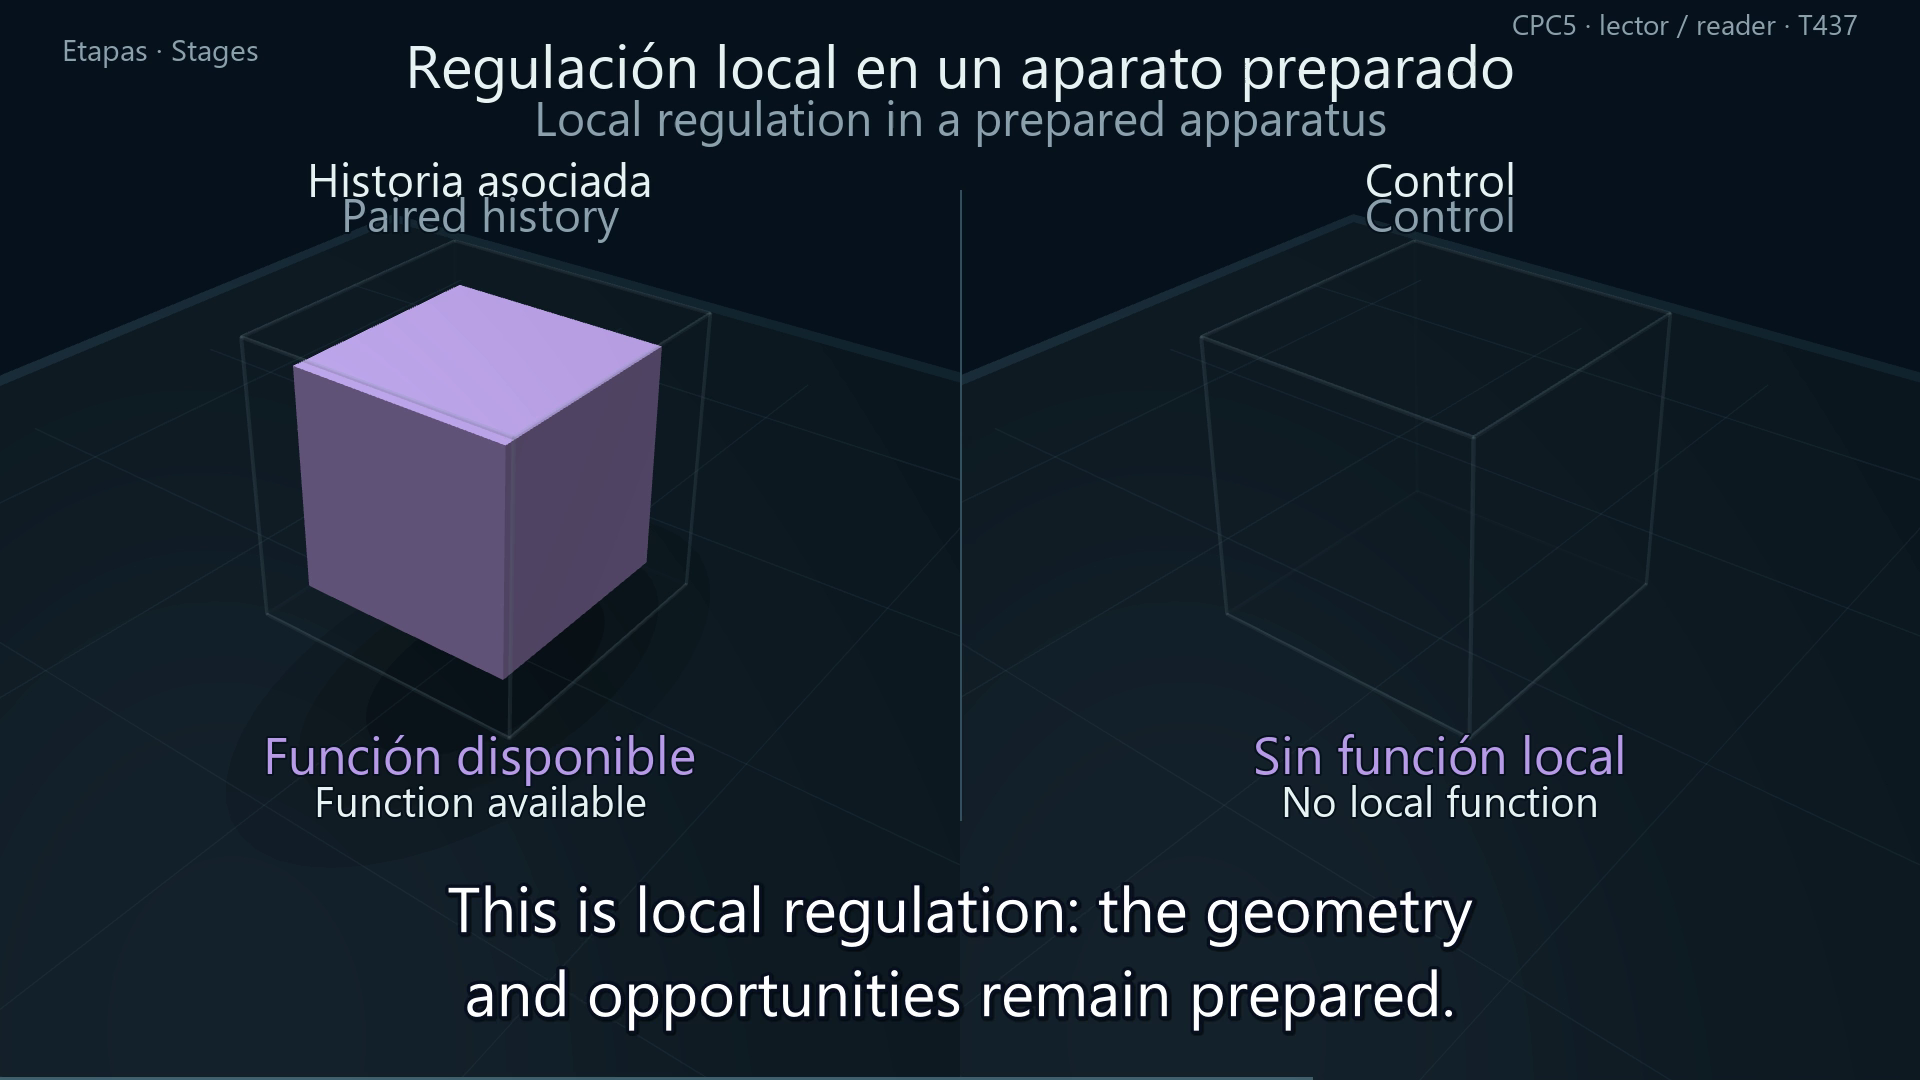 Etapas · Stages
CPC5 · lector / reader · T437
Regulación local en un aparato preparado
Local regulation in a prepared apparatus
Historia asociada
Paired history
Control
Control
Función disponible
Function available
Sin función local
No local function
This is local regulation: the geometry
and opportunities remain prepared.